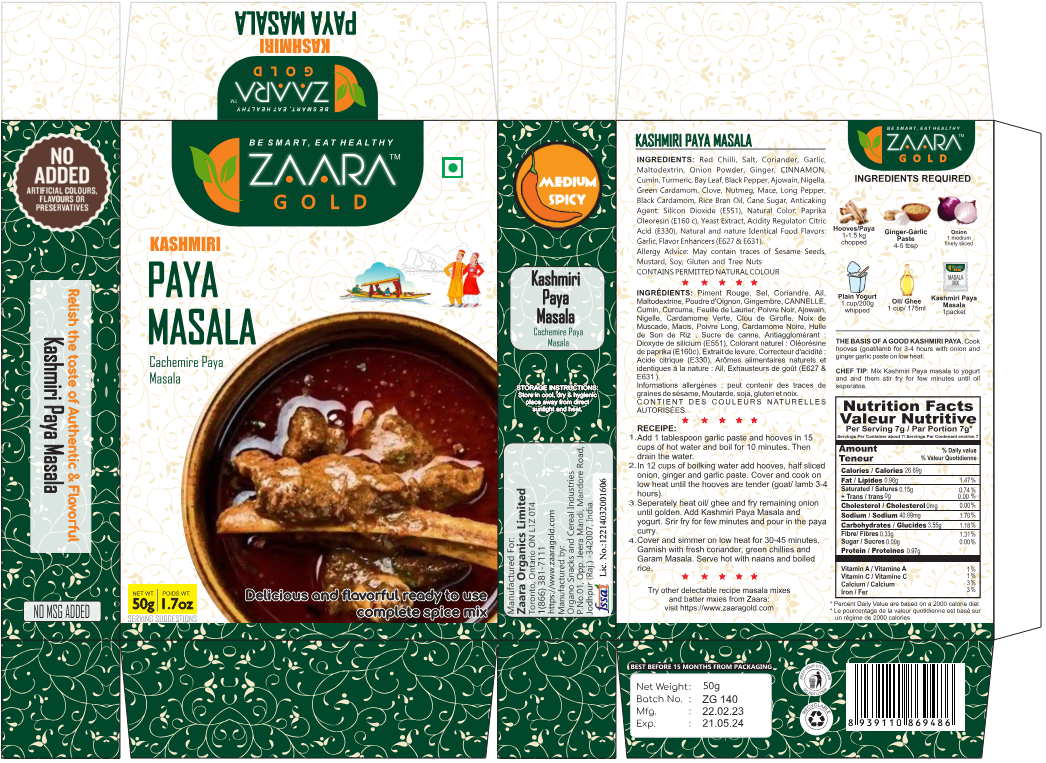 KASHMIRI
PAYA MASALA
BE SMART, EAT HEALTHY
ZAARA™
GOLD
NO
ADDED
ARTIFICIAL COLOURS,
FLAVOURS OR
PRESERVATIVES
Relish the taste of Authentic & Flovorful
Kashmiri Paya Masala
NO MSG ADDED
BE SMART, EAT HEALTHY
ZAARA™
GOLD
KASHMIRI
PAYA
MASALA
Cachemire Paya
Masala
NET WT.
50g
POIDS WT.
1.7oz
SERVING SUGGESTIONS
Delicious and flavorful ready to use
complete spice mix
MEDIUM
SPICY
Kashmiri
Paya
Masala
Cachemire Paya
Masala
STORAGE INSTRUCTIONS:
Store in cool, dry & hygienic
place away from direct
sunlight and heat.
Manufactured For:
Zaara Organics Limited
Toronto, Ontario ON L1Z 0T4
1(866) 381-711
https://www.zaaragold.com
Manufactured by:
Organo Snacks and Cereal Industries
P.No.01, Opp. Jeera Mandi, Mandore Road,
Jodhpur (Raj.) -342007, India.
fssai Lic. No.:12214032001606
KASHMIRI PAYA MASALA
INGREDIENTS: Red Chilli, Salt, Coriander, Garlic,
Maltodextrin, Onion Powder, Ginger, CINNAMON,
Cumin, Turmeric, Bay Leaf, Black Pepper, Ajowain, Nigella,
Green Cardamom, Clove, Nutmeg, Mace, Long Pepper,
Black Cardamom, Rice Bran Oil, Cane Sugar, Anticaking
Agent: Silicon Dioxide (E551), Natural Color: Paprika
Oleoresin (E160 c), Yeast Extract, Acidity Regulator: Citric
Acid (E330), Natural and nature Identical Food Flavors:
Garlic, Flavor Enhancers (E627 & E631).
Allergy Advice: May contain traces of Sesame Seeds,
Mustard, Soy, Gluten and Tree Nuts
CONTAINS PERMITTED NATURAL COLOUR
INGRÉDIENTS: Piment Rouge, Sel, Coriandre, Ail,
Maltodextrine, Poudre d'Oignon, Gingembre, CANNELLE,
Cumin, Curcuma, Feuille de Laurier, Poivre Noir, Ajowain,
Nigelle, Cardamome Verte, Clou de Girofle, Noix de
Muscade, Macis, Poivre Long, Cardamome Noire, Huile
de Son de Riz , Sucre de canne, Antiagglomérant :
Dioxyde de silicium (E551), Colorant naturel : Oléorésine
de paprika (E160c), Extrait de levure, Correcteur d'acidité :
Acide citrique (E330), Arômes alimentaires naturels et
identiques à la nature : Ail, Exhausteurs de goût (E627 &
E631 ).
Informations allergènes : peut contenir des traces de
graines de sésame, Moutarde, soja, gluten et noix.
CONTIENT DES COULEURS NATURELLES
AUTORISÉES.
RECEIPE:
1. Add 1 tablespoon garlic paste and hooves in 15
cups of hot water and boil for 10 minutes. Then
drain the water.
2. In 12 cups of boilking water add hooves, half sliced
onion, ginger and garlic paste. Cover and cook on
low heat until the hooves are tender (goat/ lamb 3-4
hours).
3. Seperately heat oil/ ghee and fry remaining onion
until golden. Add Kashmiri Paya Masala and
yogurt. Srir fry for few minutes and pour in the paya
curry.
4. Cover and simmer on low heat for 30-45 minutes.
Garnish with fresh coriander, green chillies and
Garam Masala. Serve hot with naans and boiled
rice.
Try other delectable recipe masala mixes
and batter mxies from Zaara:
visit https://www.zaaragold.com
BE SMART, EAT HEALTHY
ZAARA™
GOLD
INGREDIENTS REQUIRED
Hooves/Paya
1-1.5 kg
chopped
Ginger-Garlic
Paste
4-5 tbsp
Onion
1 medium
finely sliced
Plain Yogurt
1 cup/200g
whipped
Oil/ Ghee
1 cup/ 175ml
MASALA
MIX
Kashmiri Paya
Masala
1packet
THE BASIS OF A GOOD KASHMIRI PAYA. Cook
hooves (goat/lamb for 3-4 hours with onion and
ginger garlic paste on low heat.
CHEF TIP: Mix Kashmiri Paya masala to yogurt
and and them stir fry for few minutes until oil
seperates.
Nutrition Facts
Valeur Nutritive
Per Serving 7g / Par Portion 7g*
Servings Per Container about 7/ Servings Par Contenant environ 7
Amount % Daily value
Teneur % Valeur Quotidienne
Calories / Calories 26.69g
Fat / Lipides 0.96g 1.47%
Saturated / Satures 0.15g 0.74 %
+ Trans / trans 0g 0.00 %
Cholesterol / Cholesterol 0mg 0.00%
Sodium / Sodium 40.89mg 1.70%
Carbohydrates / Glucides 3.55g 1.18%
Fibre/ Fibres 0.33g 1.31%
Sugar / Sucres 0.00g 0.00%
Protein / Proteines 0.97g
Vitamin A / Vitamine A 1%
Vitamin C / Vitamine C 1%
Calcium / Calcium 3%
Iron / Fer 3%
* Percent Daily Value are based on a 2000 calorie diet
* Lo pourcontago do la valour quotidienne est basé sur
un régime de 2000 calories
BEST BEFORE 15 MONTHS FROM PACKAGING
Net Weight : 50g
Batch No. : ZG 140
Mfg. : 22.02.23
Exp. : 21.05.24
RECYCLABLE
8 939110 869486